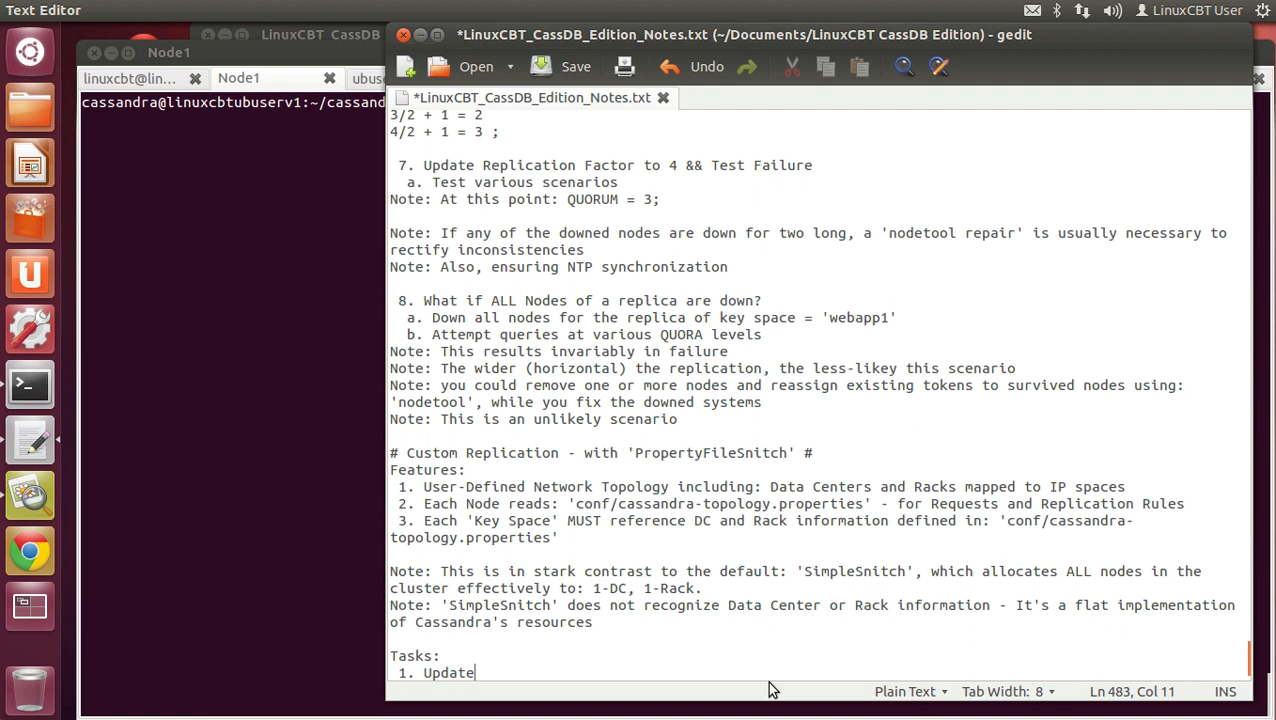 Text Editor
LinuxCBT User
LinuxCBT CassDB
Node1
*LinuxCBT_CassDB_Edition_Notes.txt (~/Documents/LinuxCBT CassDB Edition) - gedit
linuxcbt@lin...
Node1
Open
Save
Undo
*LinuxCBT_CassDB_Edition_Notes.txt
cassandra@linuxcbtubuserv1:~/cassand
3/2 + 1 = 2
4/2 + 1 = 3 ;
7. Update Replication Factor to 4 && Test Failure
a. Test various scenarios
Note: At this point: QUORUM = 3;
Note: If any of the downed nodes are down for two long, a 'nodetool repair' is usually necessary to
rectify inconsistencies
Note: Also, ensuring NTP synchronization
8. What if ALL Nodes of a replica are down?
a. Down all nodes for the replica of key space = 'webapp1'
b. Attempt queries at various QUORA levels
Note: This results invariably in failure
Note: The wider (horizontal) the replication, the less-likey this scenario
Note: you could remove one or more nodes and reassign existing tokens to survived nodes using:
'nodetool', while you fix the downed systems
Note: This is an unlikely scenario
# Custom Replication - with 'PropertyFileSnitch' #
Features:
1. User-Defined Network Topology including: Data Centers and Racks mapped to IP spaces
2. Each Node reads: 'conf/cassandra-topology.properties' - for Requests and Replication Rules
3. Each 'Key Space' MUST reference DC and Rack information defined in: 'conf/cassandra-
topology.properties'
Note: This is in stark contrast to the default: 'SimpleSnitch', which allocates ALL nodes in the
cluster effectively to: 1-DC, 1-Rack.
Note: 'SimpleSnitch' does not recognize Data Center or Rack information - It's a flat implementation
of Cassandra's resources
Tasks:
1. Update
Plain Text
Tab Width: 8
Ln 483, Col 11
INS